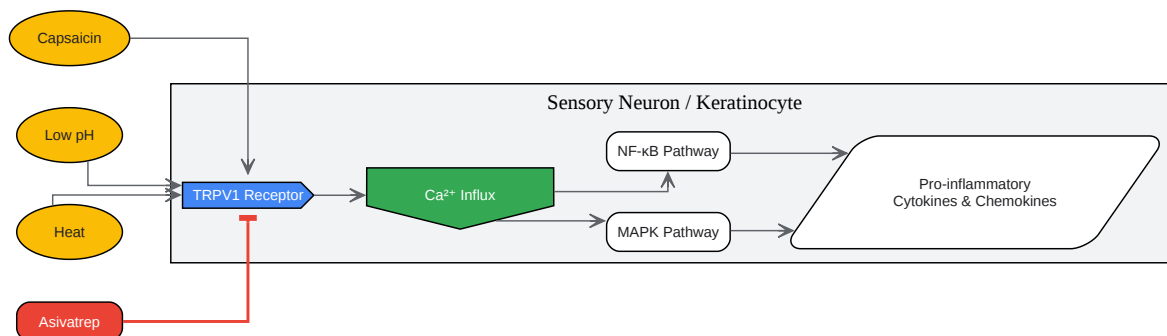 Capsaicin
Sensory Neuron / Keratinocyte
Low pH
NF-κB Pathway
TRPV1 Receptor
Ca²⁺ Influx
Pro-inflammatory
Cytokines & Chemokines
Heat
MAPK Pathway
Asivatrep